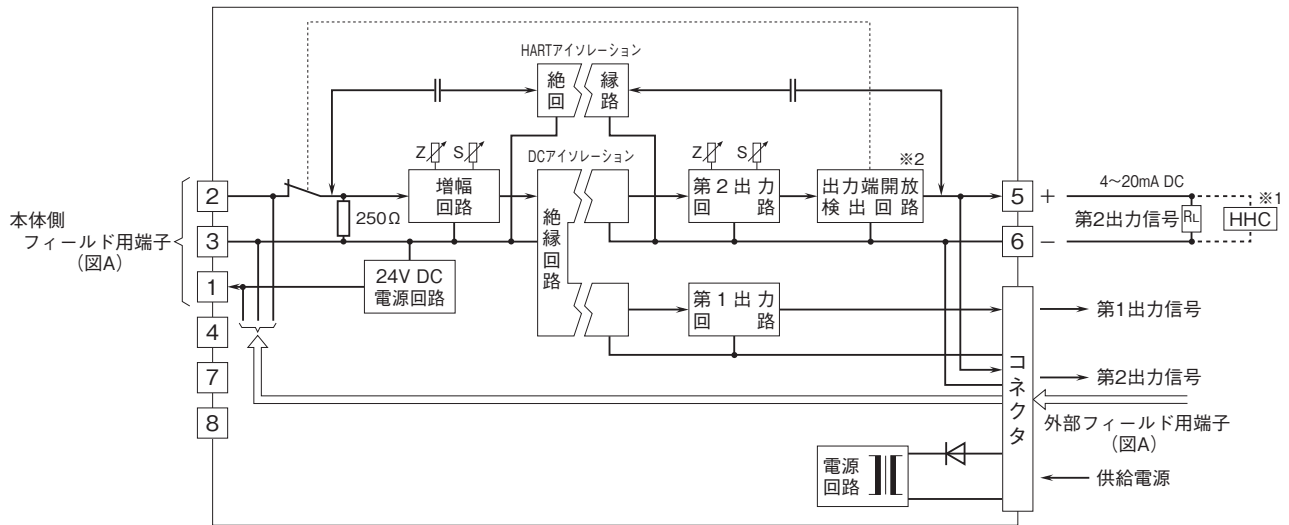 HARTアイソレーション
絶回
縁路
Z
S
DCアイソレーション
Z
S
※2
増幅
回路
第2出力
回　路
出力端開放
検出回路
250Ω
絶縁回路
24V DC
電源回路
第1出力
回　路
本体側
フィールド用端子
(図A)
2
3
1
4
7
8
5
+
6
−
4~20mA DC
第2出力信号
RL
※1
HHC
コネクタ
第1出力信号
第2出力信号
外部フィールド用端子
(図A)
電源
回路
供給電源